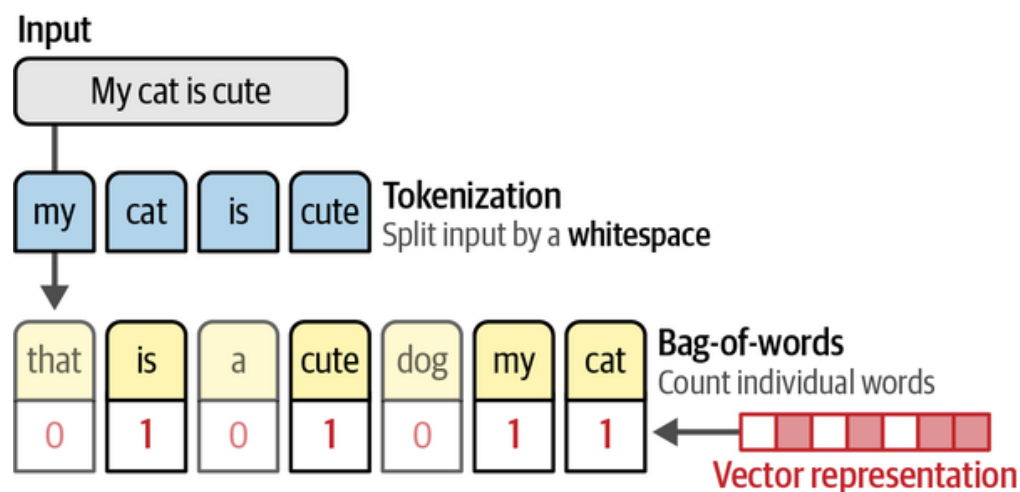 Input
My cat is cute
my cat is cute
Tokenization
Split input by a whitespace
that is a cute dog my cat
Bag-of-words
Count individual words
0 1 0 1 0 1 1
Vector representation